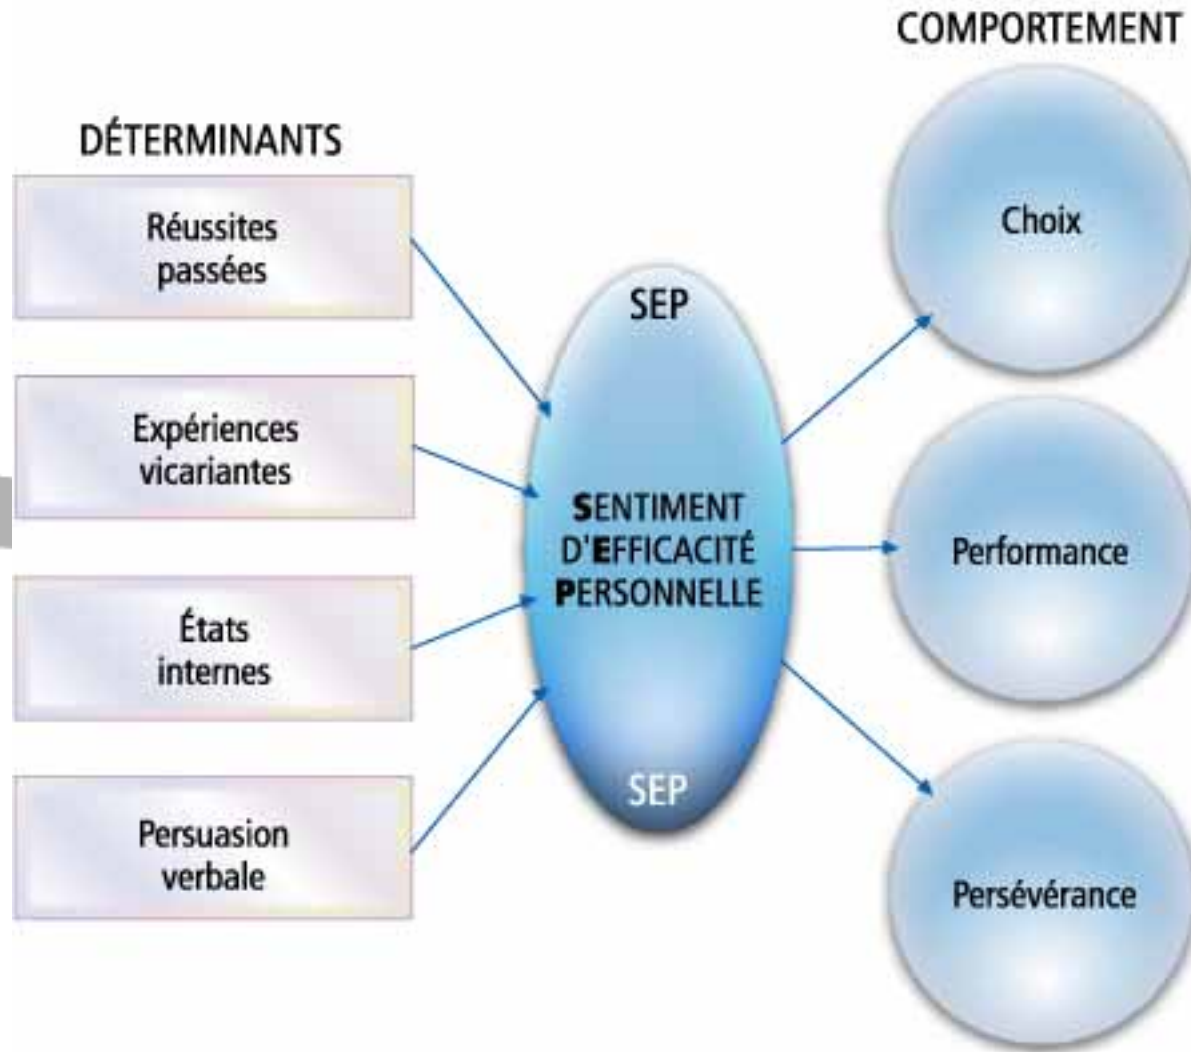 COMPORTEMENT
DÉTERMINANTS
Réussites
passées
Expériences
vicariantes
États
internes
Persuasion
verbale
SEP
SENTIMENT
D'EFFICACITÉ
PERSONNELLE
SEP
Choix
Performance
Persévérance